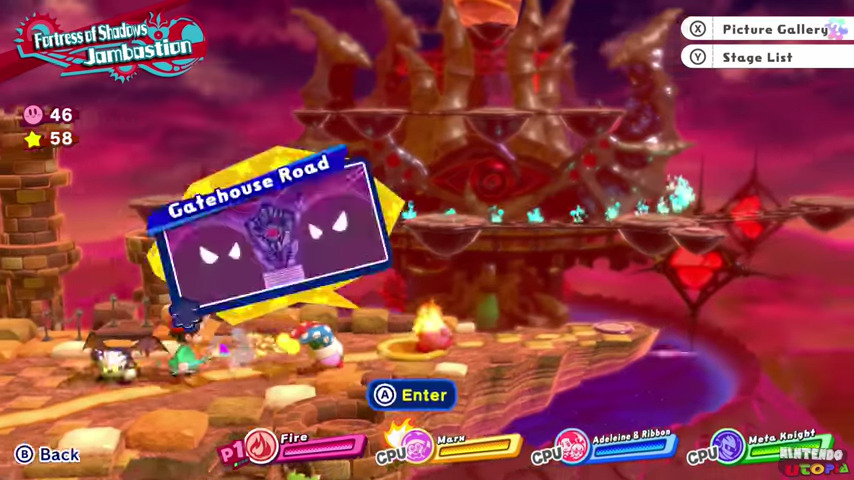 Fortress of Shadows
Jambastion
X Picture Gallery
Y Stage List
46
58
Gatehouse Road
A Enter
B Back
P1 Fire
CPU Marx
CPU Adeleine & Ribbon
CPU Meta Knight
NINTENDO
UTOPIA